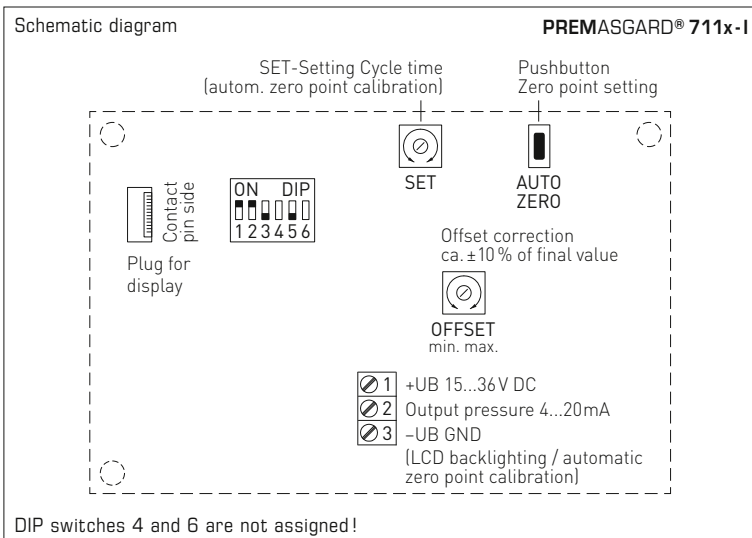 Schematic diagram
PREMASGARD® 711x-I
SET-Setting Cycle time
(autom. zero point calibration)
Pushbutton
Zero point setting
SET
AUTO
ZERO
Contact
pin side
Plug for
display
ON DIP
123456
Offset correction
ca. ± 10 % of final value
OFFSET
min. max.
1 +UB 15...36 V DC
2 Output pressure 4...20mA
3 –UB GND
(LCD backlighting / automatic
zero point calibration)
DIP switches 4 and 6 are not assigned!